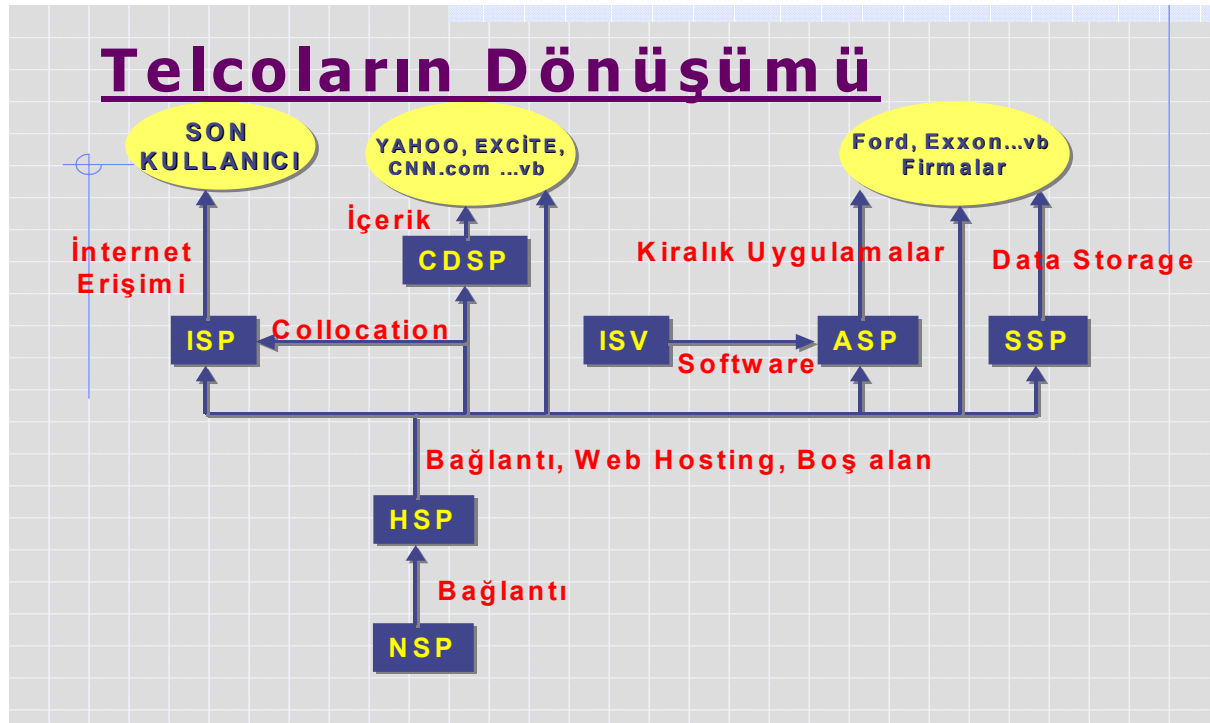 Telcoların Dönüşümü
SON
KULLANICI
YAHOO, EXCİTE,
CNN.com ...vb
Ford, Exxon...vb
Firmalar
İçerik
İnternet
Erişimi
CDSP
Kiralık Uygulamalar
Data Storage
ISP
Collocation
ISV
Software
ASP
SSP
Bağlantı, Web Hosting, Boş alan
HSP
Bağlantı
NSP